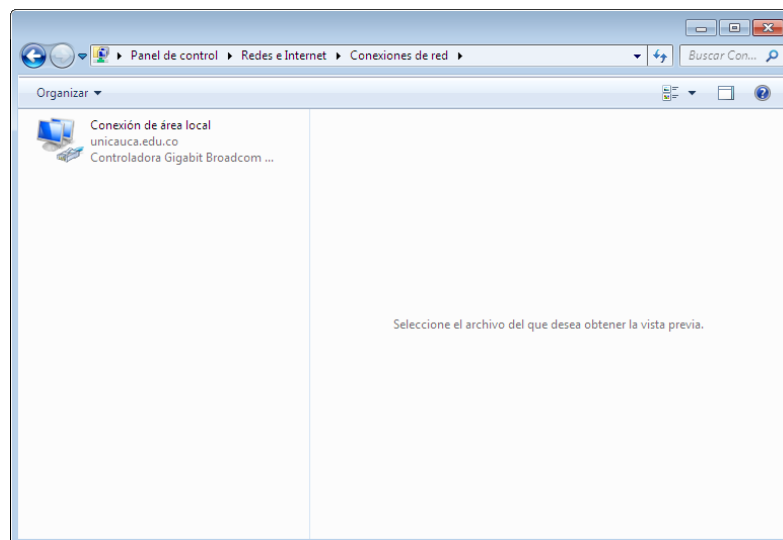 Panel de control ▸ Redes e Internet ▸ Conexiones de red ▸
Buscar Con...
Organizar
Conexión de área local
unicauca.edu.co
Controladora Gigabit Broadcom ...
Seleccione el archivo del que desea obtener la vista previa.